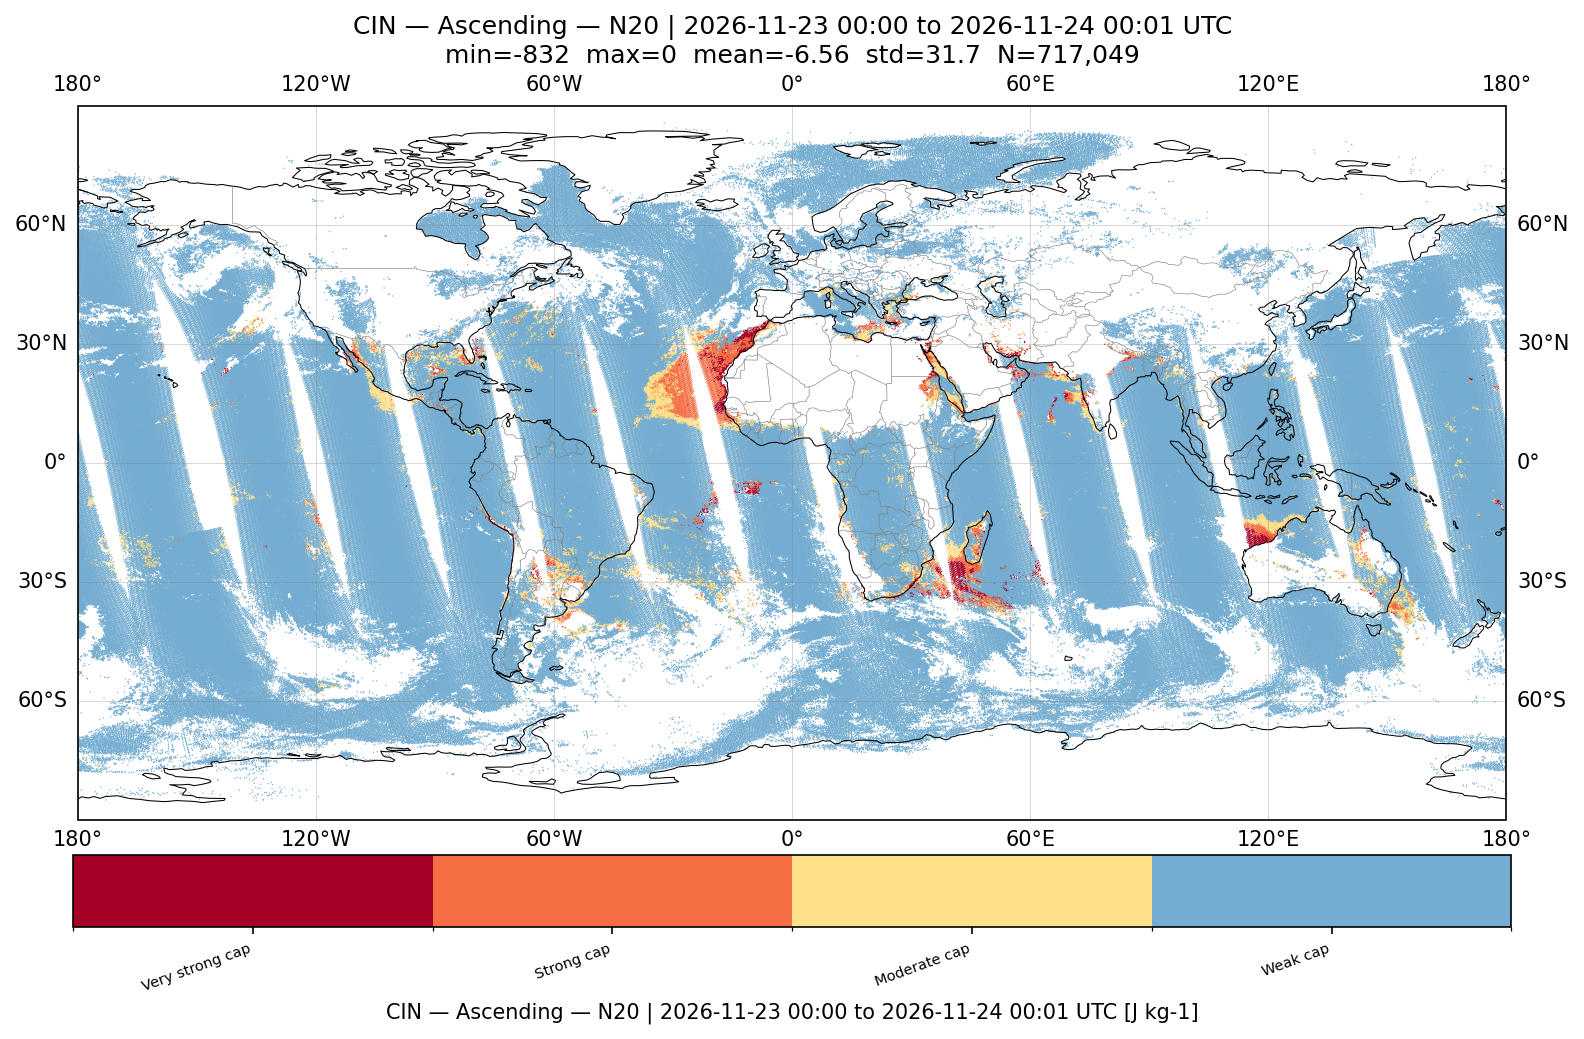 CIN — Ascending — N20 | 2026-11-23 00:00 to 2026-11-24 00:01 UTC
min=-832 max=0 mean=-6.56 std=31.7 N=717,049
180° 120°W 60°W 0° 60°E 120°E 180°
60°N 60°N
30°N 30°N
0° 0°
30°S 30°S
60°S 60°S
180° 120°W 60°W 0° 60°E 120°E 180°
Very strong cap Strong cap Moderate cap Weak cap
CIN — Ascending — N20 | 2026-11-23 00:00 to 2026-11-24 00:01 UTC [J kg-1]